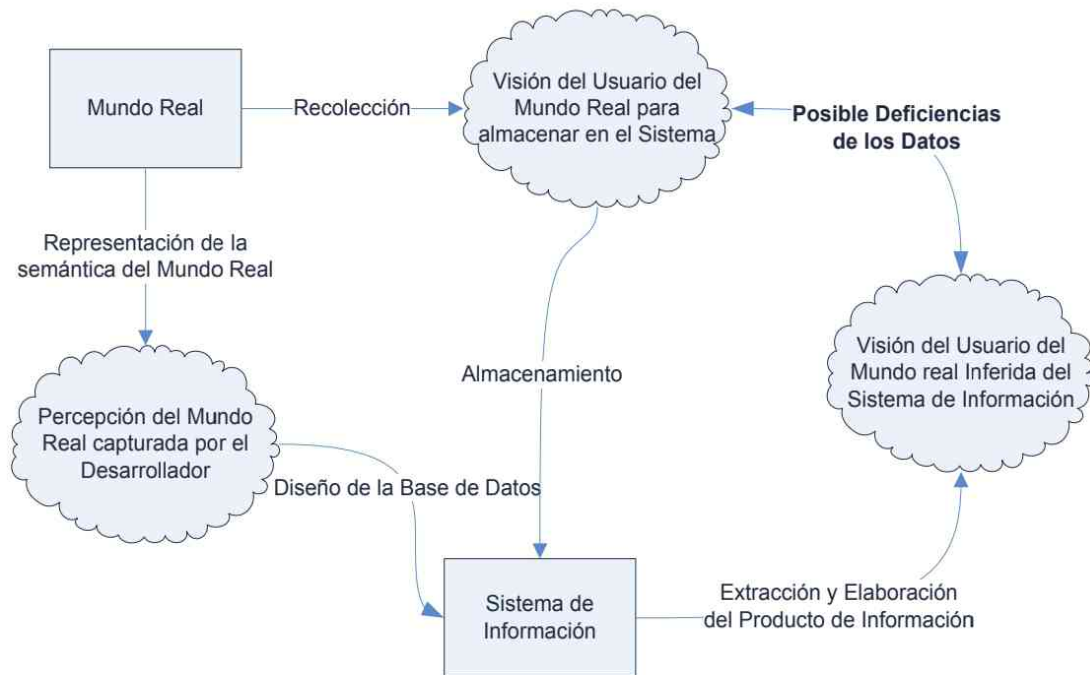 Mundo Real
Recolección
Visión del Usuario del
Mundo Real para
almacenar en el Sistema
Posible Deficiencias
de los Datos
Representación de la
semántica del Mundo Real
Visión del Usuario del
Mundo real Inferida del
Sistema de Información
Almacenamiento
Percepción del Mundo
Real capturada por el
Desarrollador
Diseño de la Base de Datos
Sistema de
Información
Extracción y Elaboración
del Producto de Información